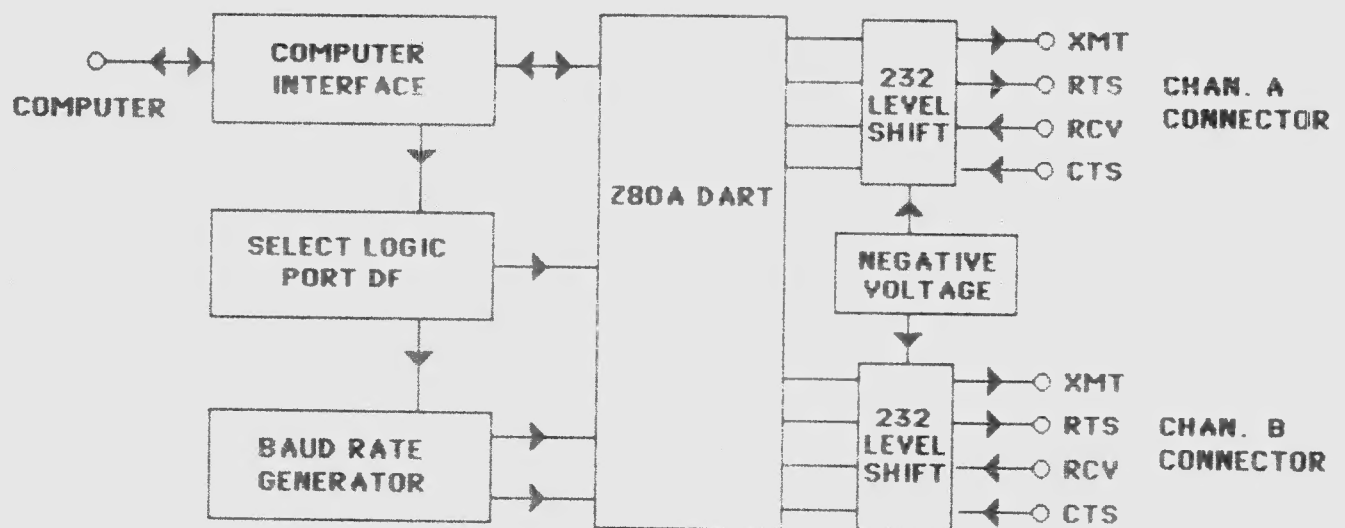 COMPUTER
INTERFACE
COMPUTER
SELECT LOGIC
PORT DF
BAUD RATE
GENERATOR
Z80A DART
232
LEVEL
SHIFT
XMT
RTS
RCV
CTS
CHAN. A
CONNECTOR
NEGATIVE
VOLTAGE
232
LEVEL
SHIFT
XMT
RTS
RCV
CTS
CHAN. B
CONNECTOR